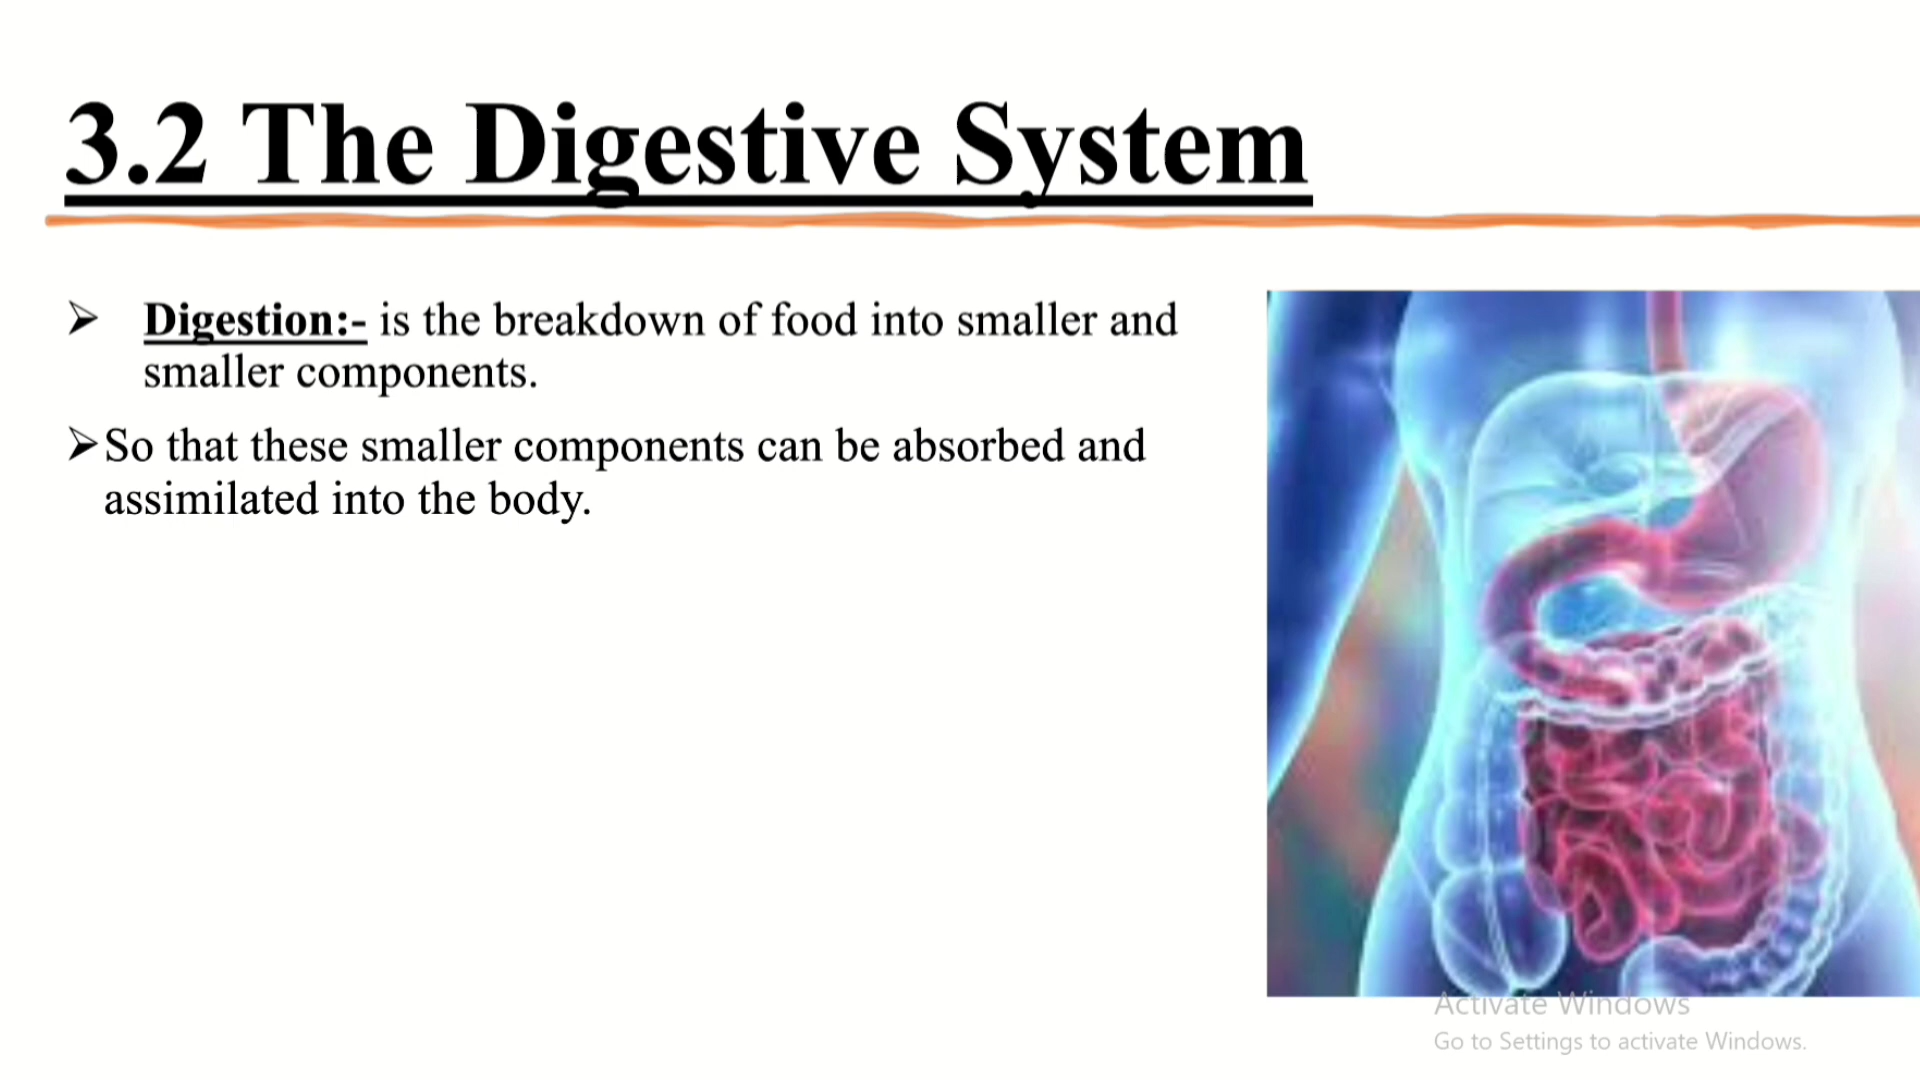 3.2 The Digestive System
➢ Digestion:- is the breakdown of food into smaller and
smaller components.
➢So that these smaller components can be absorbed and
assimilated into the body.
Activate Windows
Go to Settings to activate Windows.